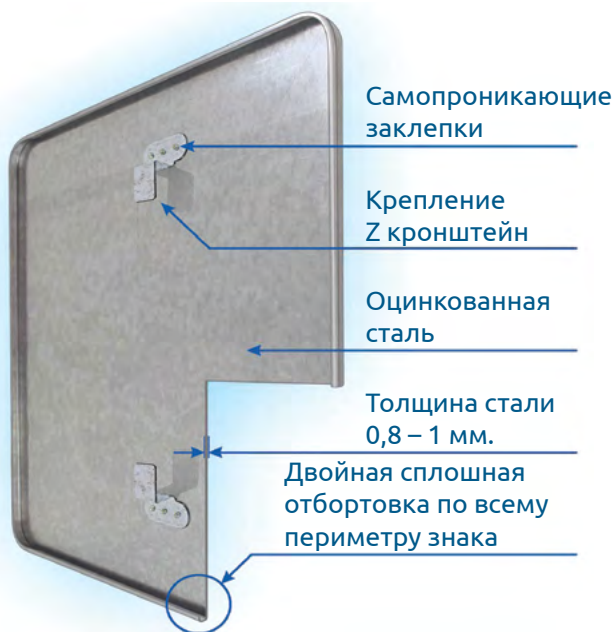 Самопроникающие
заклепки
Крепление
Z кронштейн
Оцинкованная
сталь
Толщина стали
0,8 – 1 мм.
Двойная сплошная
отбортовка по всему
периметру знака